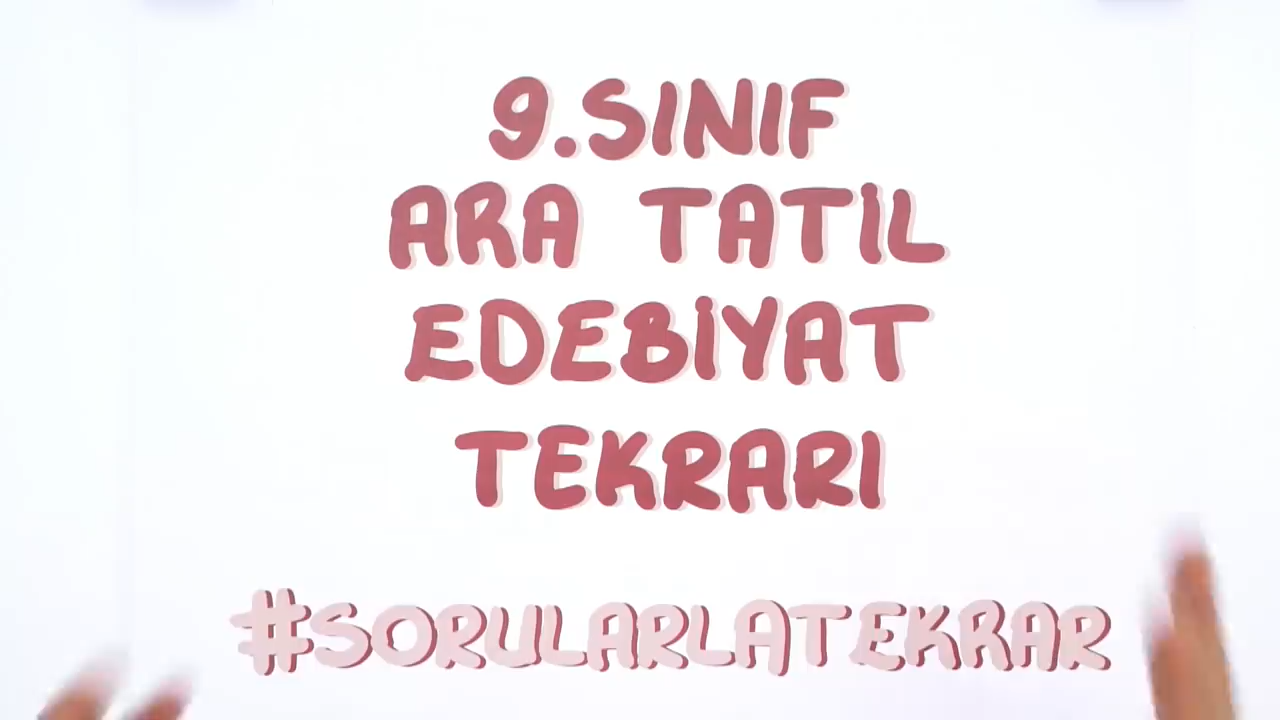 9.SINIF
ARA TATİL
EDEBİYAT
TEKRARI
#SORULARLATEKRAR